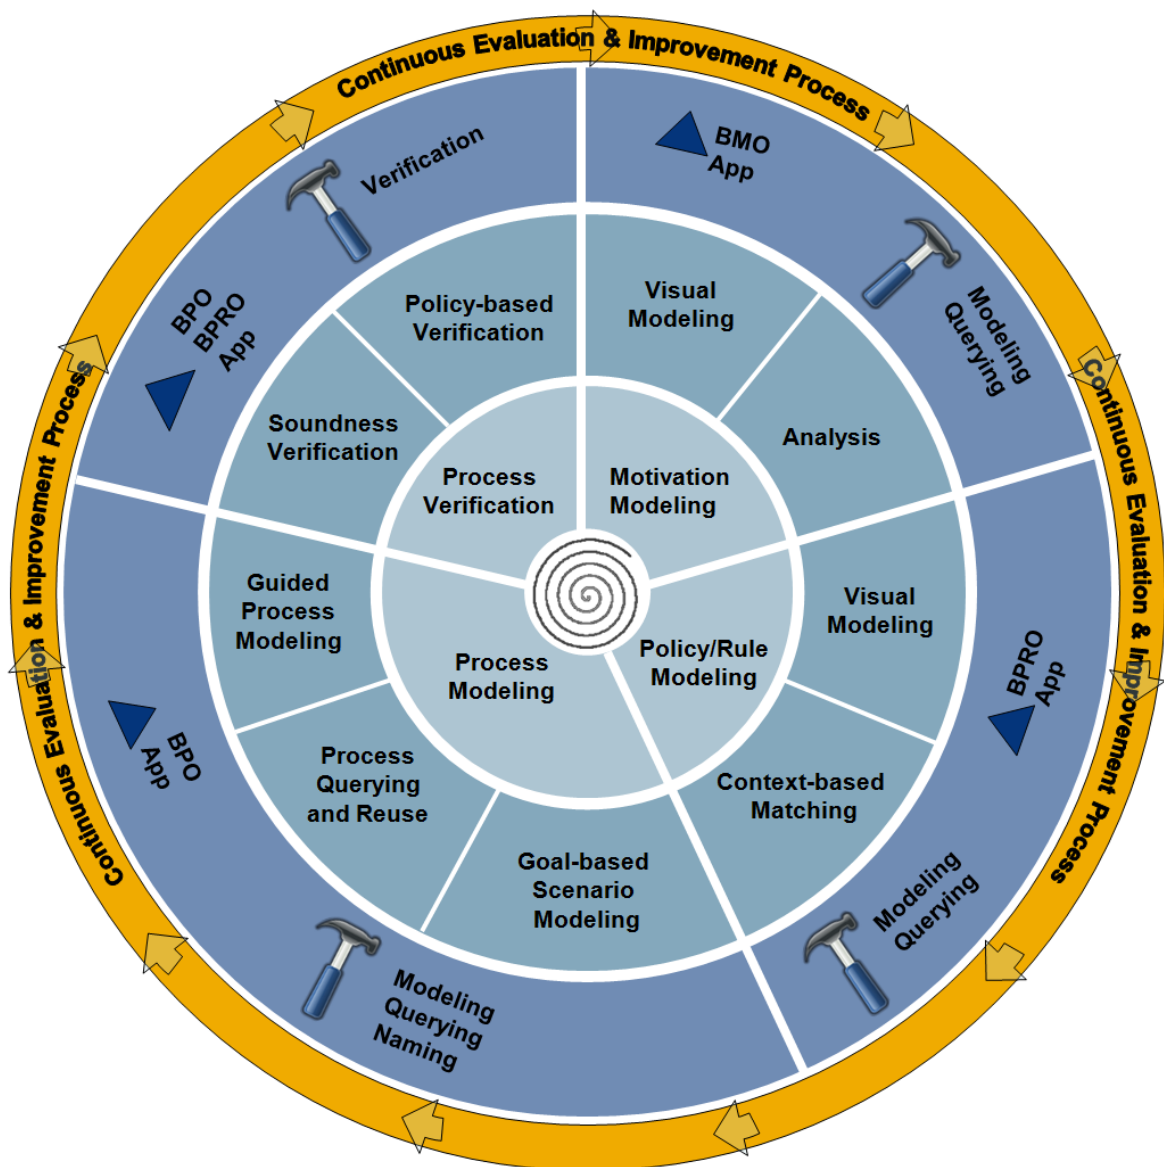 Continuous Evaluation & Improvement Process
Verification
BMO
App
BPO
BPRO
App
Modeling
Querying
Policy-based
Verification
Visual
Modeling
Soundness
Verification
Analysis
Process
Verification
Motivation
Modeling
Continuous Evaluation & Improvement Process
Continuous Evaluation & Improvement Process
Guided
Process
Modeling
Process
Modeling
Policy/Rule
Modeling
Visual
Modeling
BPRO
App
BPO
App
Process
Querying
and Reuse
Context-based
Matching
Goal-based
Scenario
Modeling
Modeling
Querying
Modeling
Querying
Naming